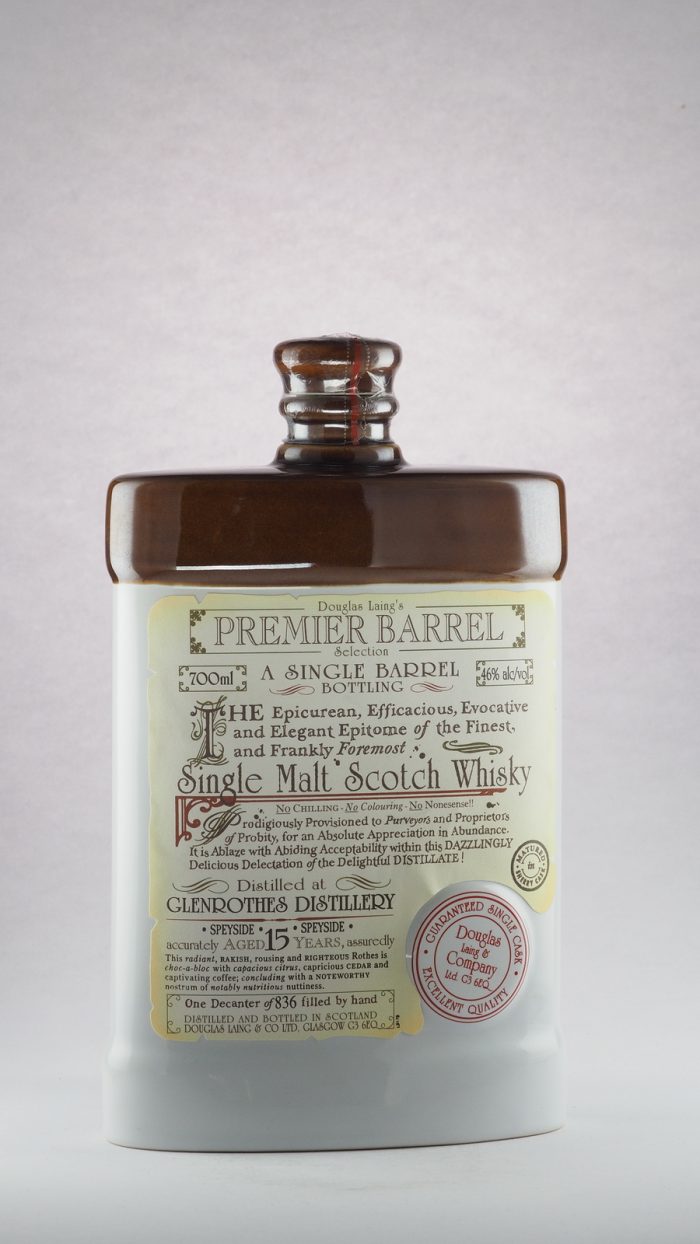 Douglas Laing's
PREMIER BARREL
Selection
700ml
A SINGLE BARREL
BOTTLING
46% alc/vol
THE Epicurean, Efficacious, Evocative
and Elegant Epitome of the Finest,
and Frankly Foremost
Single Malt Scotch Whisky
No CHILLING - No Colouring - No Nonesense!!
Prodigiously Provisioned to Purveyors and Proprietors
of Probity, for an Absolute Appreciation in Abundance.
It is Ablaze with Abiding Acceptability within this DAZZLINGLY
Delicious Delectation of the Delightful DISTILLATE!
MATURED
in
SHERRY CASK
Distilled at
GLENROTHES DISTILLERY
• SPEYSIDE • • SPEYSIDE •
accurately AGED 15 YEARS, assuredly
This radiant, RAKISH, rousing and RIGHTEOUS Rothes is
choc-a-bloc with capacious citrus, capricious CEDAR and
captivating coffee; concluding with a NOTEWORTHY
nostrum of notably nutritious nuttiness.
One Decanter of 836 filled by hand
DISTILLED AND BOTTLED IN SCOTLAND
DOUGLAS LAING & CO LTD, GLASGOW G3 6EQ
• GUARANTEED SINGLE CASK •
Douglas
Laing &
Company
Ltd. G3 6EQ
EXCELLENT QUALITY